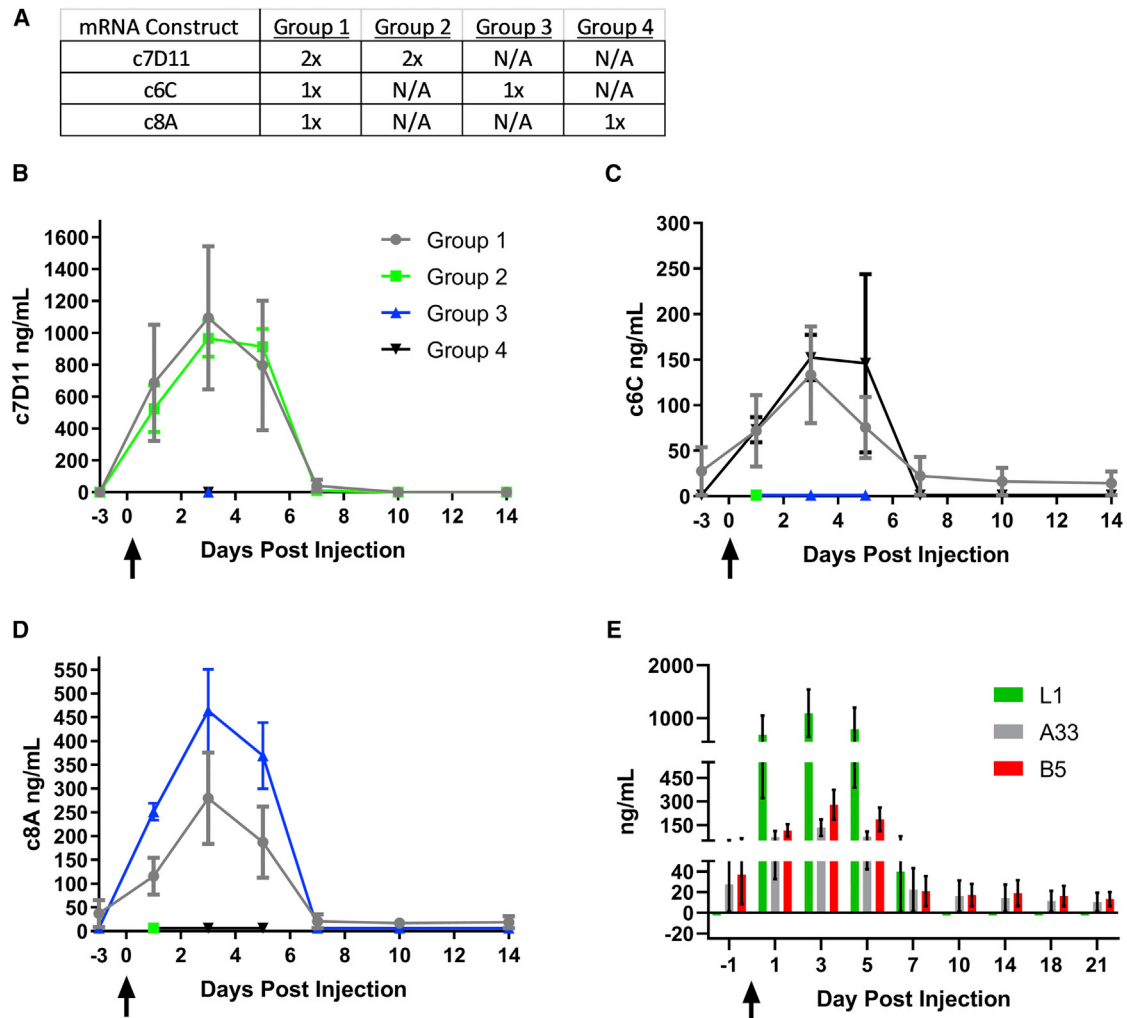 A
mRNA Construct Group 1 Group 2 Group 3 Group 4
c7D11 2x 2x N/A N/A
c6C 1x N/A 1x N/A
c8A 1x N/A N/A 1x
B
c7D11 ng/mL
1600
1400
1200
1000
800
600
400
200
0
-3 0 2 4 6 8 10 12 14
Days Post Injection
Group 1
Group 2
Group 3
Group 4
C
c6C ng/mL
300
250
200
150
100
50
0
-3 0 2 4 6 8 10 12 14
Days Post Injection
D
c8A ng/mL
550
500
450
400
350
300
250
200
150
100
50
0
-3 0 2 4 6 8 10 12 14
Days Post Injection
E
ng/mL
2000
1000
450
300
150
40
20
0
-20
-1 1 3 5 7 10 14 18 21
Day Post Injection
L1
A33
B5